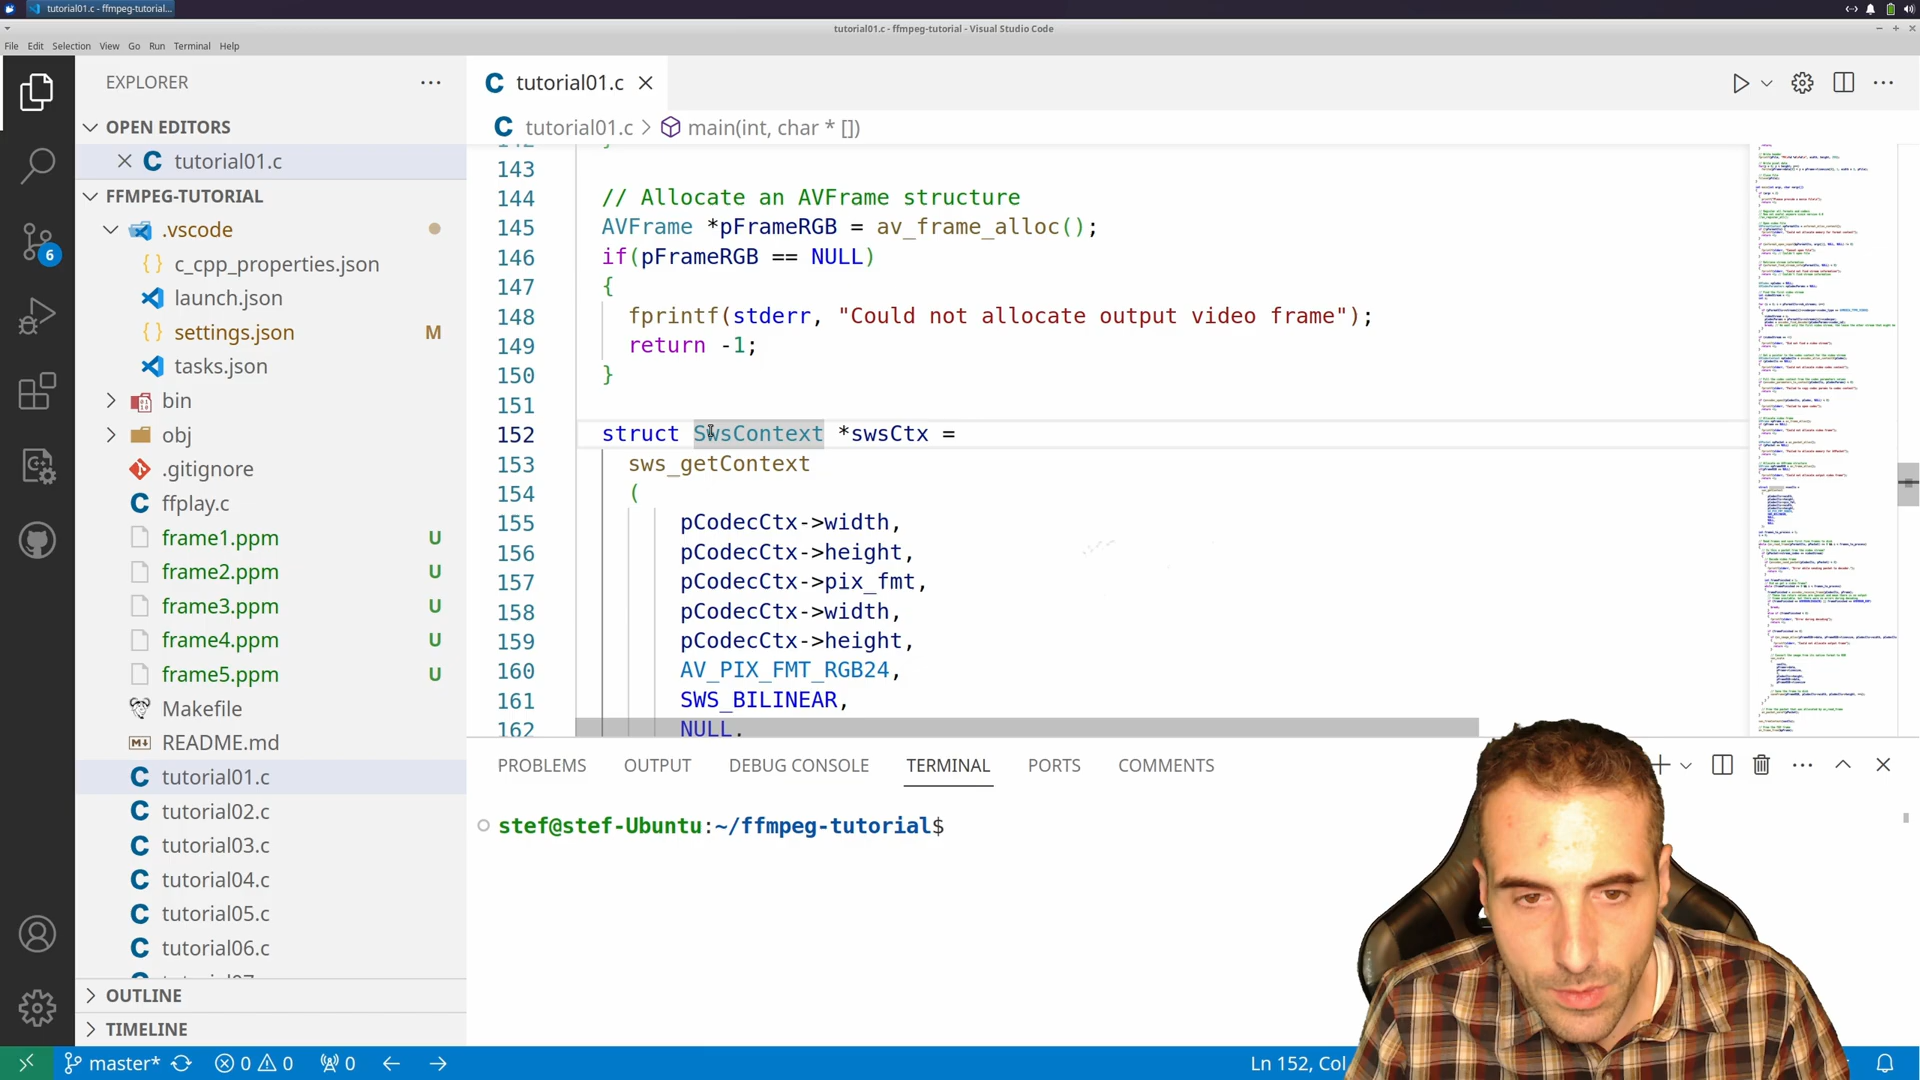 tutorial01.c - ffmpeg-tutorial...
tutorial01.c - ffmpeg-tutorial - Visual Studio Code
File Edit Selection View Go Run Terminal Help
EXPLORER
OPEN EDITORS
tutorial01.c
FFMPEG-TUTORIAL
.vscode
c_cpp_properties.json
launch.json
settings.json M
tasks.json
bin
obj
.gitignore
ffplay.c
frame1.ppm U
frame2.ppm U
frame3.ppm U
frame4.ppm U
frame5.ppm U
Makefile
README.md
tutorial01.c
tutorial02.c
tutorial03.c
tutorial04.c
tutorial05.c
tutorial06.c
OUTLINE
TIMELINE
6
tutorial01.c
tutorial01.c > main(int, char * [])
143
144 // Allocate an AVFrame structure
145 AVFrame *pFrameRGB = av_frame_alloc();
146 if(pFrameRGB == NULL)
147 {
148 fprintf(stderr, "Could not allocate output video frame");
149 return -1;
150 }
151
152 struct SwsContext *swsCtx =
153 sws_getContext
154 (
155 pCodecCtx->width,
156 pCodecCtx->height,
157 pCodecCtx->pix_fmt,
158 pCodecCtx->width,
159 pCodecCtx->height,
160 AV_PIX_FMT_RGB24,
161 SWS_BILINEAR,
162 NULL,
PROBLEMS OUTPUT DEBUG CONSOLE TERMINAL PORTS COMMENTS
stef@stef-Ubuntu:~/ffmpeg-tutorial$
master* 0 0 0 Ln 152, Col